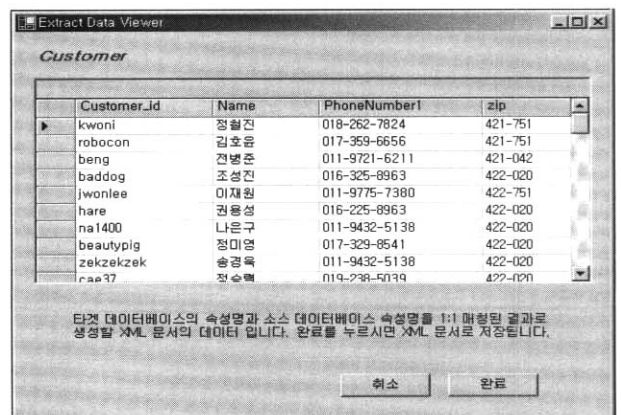 Extract Data Viewer
Customer
Customer_id Name PhoneNumber1 zip
kwoni 정철진 018-262-7824 421-751
robocon 김호윤 017-359-6656 421-751
beng 전병준 011-9721-6211 421-042
baddog 조성진 016-325-8963 422-020
jwonlee 이재원 011-9775-7380 422-751
hare 권용성 016-225-8963 422-020
na1400 나은구 011-9432-5138 422-020
beautypig 정미영 017-329-8541 422-020
zekzekzek 송경욱 011-9432-5138 422-020
cae37 019-238-5039 422-020
타겟 데이터베이스의 속성명과 소스 데이터베이스 속성명을 1:1 매칭된 결과로
생성할 XML 문서의 데이터 입니다. 완료를 누르시면 XML 문서로 저장됩니다.
취소 완료